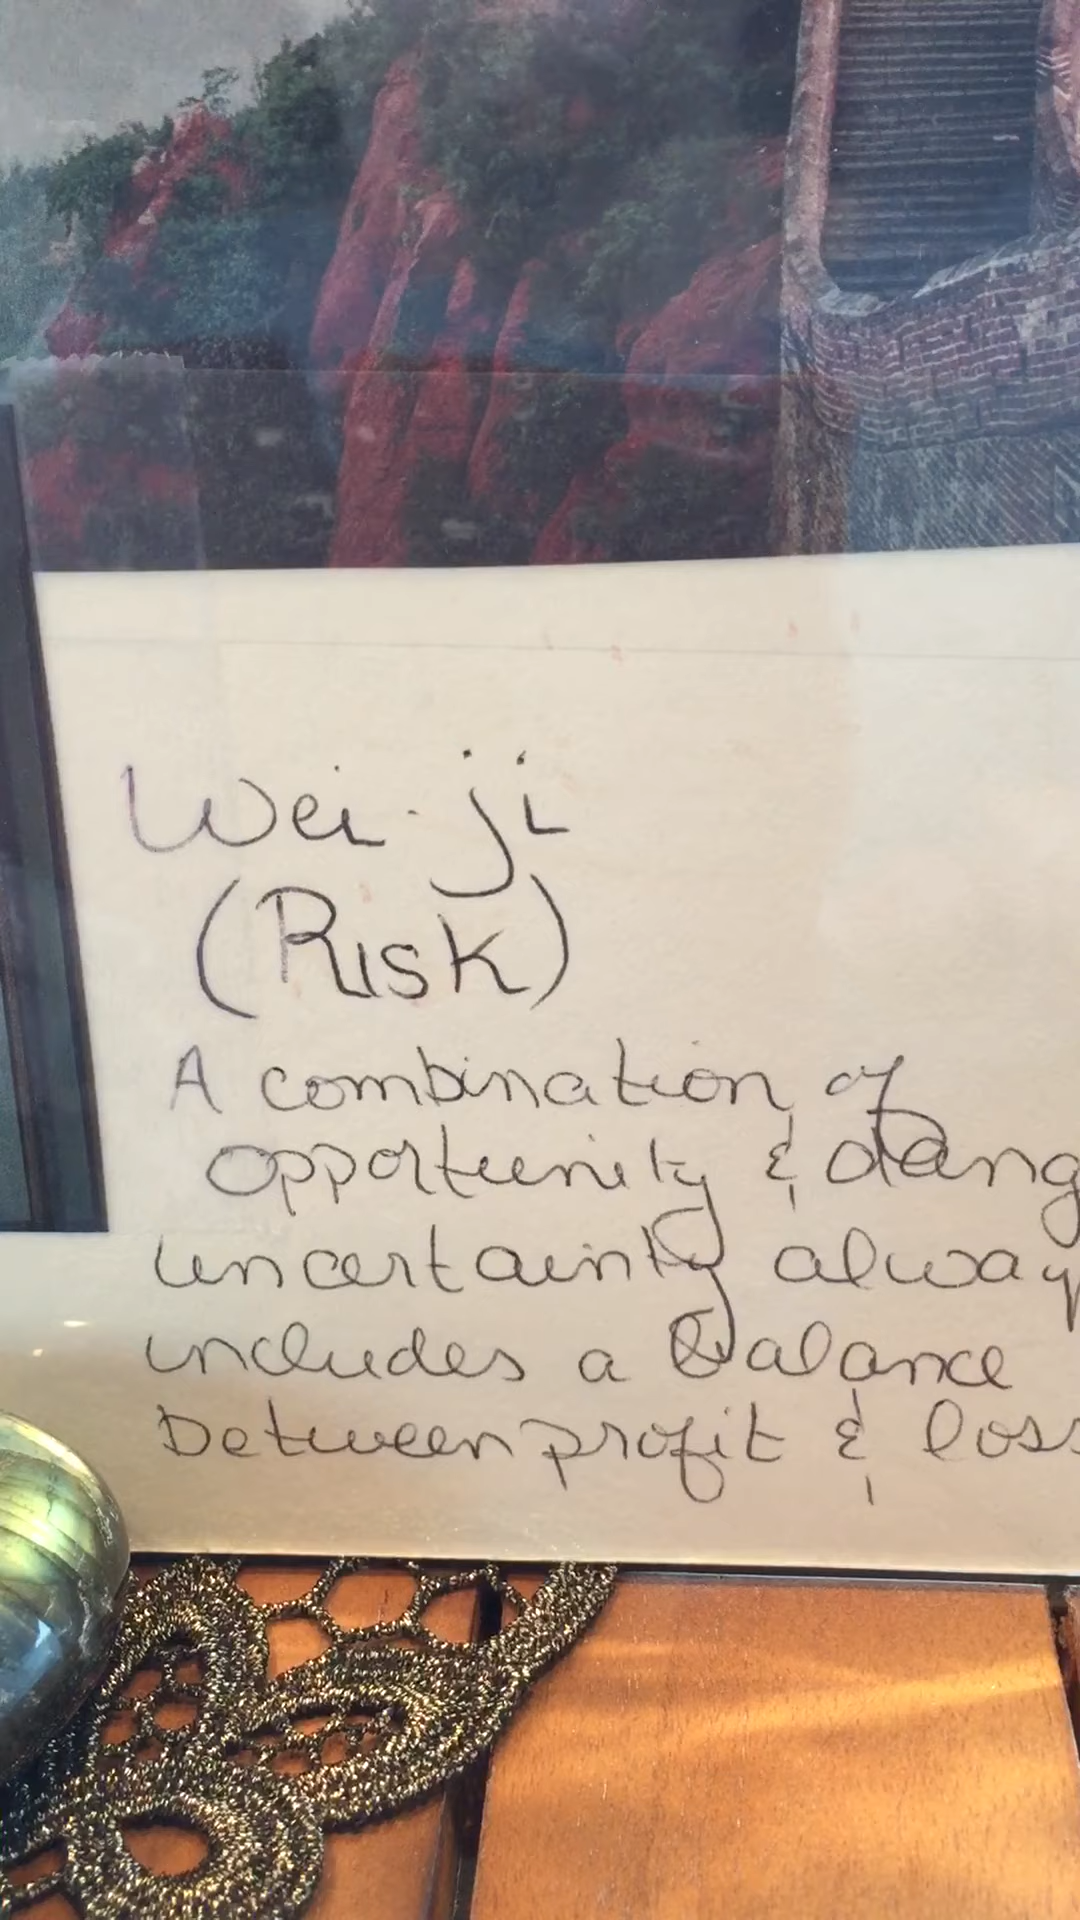 Wei-ji
(Risk)
A combination of
opportunity & dang
uncertainty alway
includes a balance
between profit & loss